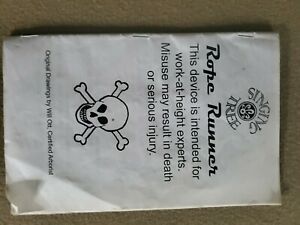 SINGING
TREE
Rope Runner
This device is intended for
work-at-height experts.
Misuse may result in death
or serious injury.
Original Drawings by Will Ott, Certified Arborist